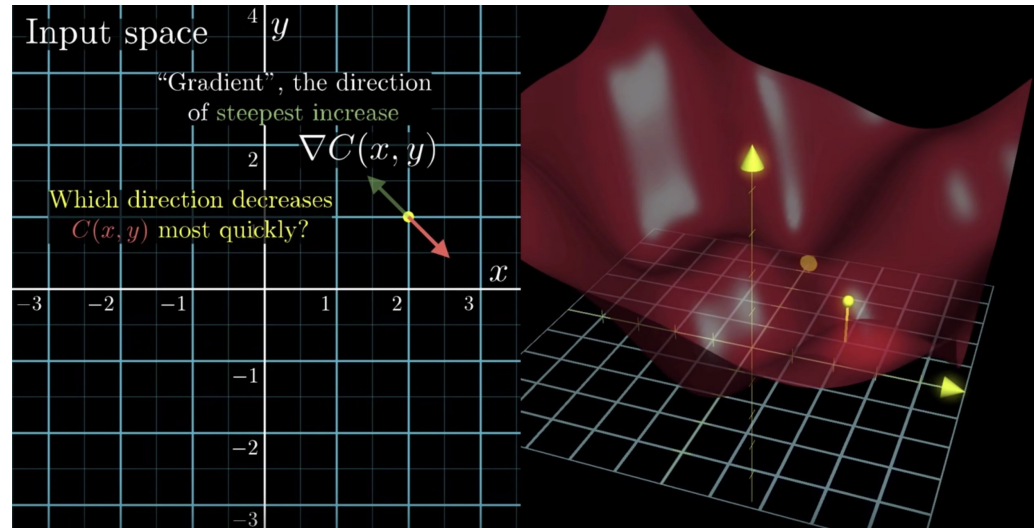 Input space
4
y
“Gradient”, the direction
of steepest increase
∇C(x, y)
2
Which direction decreases
C(x, y) most quickly?
x
−3 −2 −1 1 2 3
−1
−2
−3